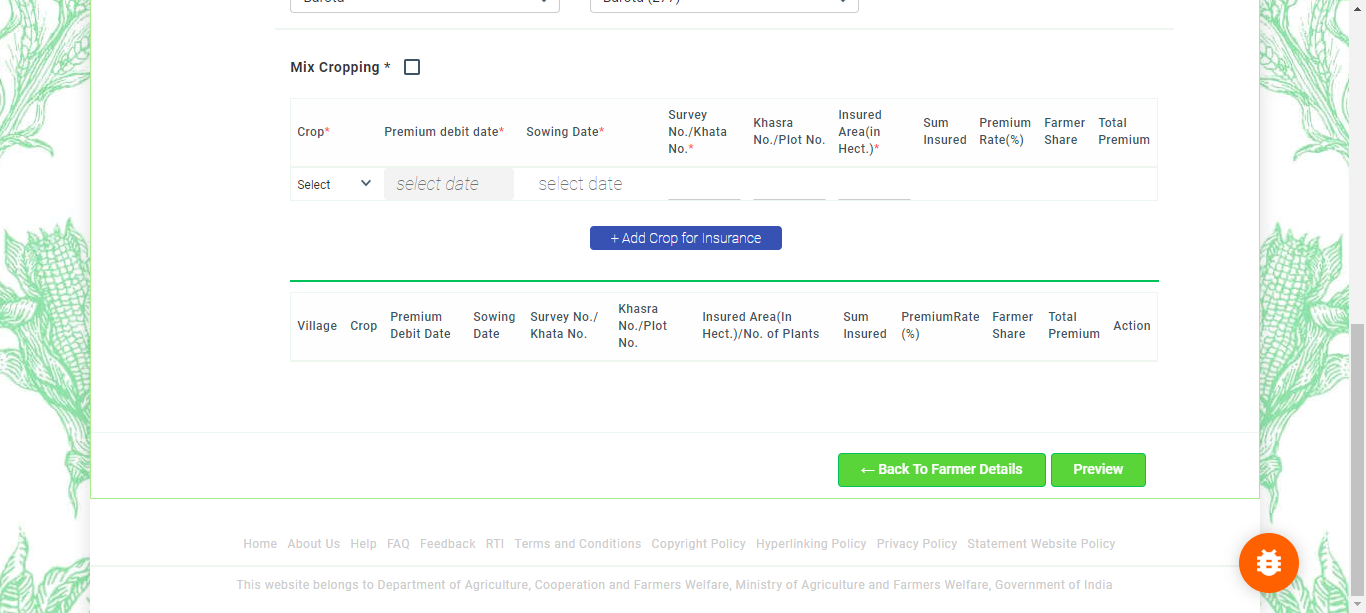 Mix Cropping *
Crop* Premium debit date* Sowing Date* Survey No./Khata No.* Khasra No./Plot No. Insured Area(in Hect.)* Sum Insured Premium Rate(%) Farmer Share Total Premium
Select select date select date
+ Add Crop for Insurance
Village Crop Premium Debit Date Sowing Date Survey No./ Khata No. Khasra No./Plot No. Insured Area(In Hect.)/No. of Plants Sum Insured PremiumRate (%) Farmer Share Total Premium Action
← Back To Farmer Details Preview
Home About Us Help FAQ Feedback RTI Terms and Conditions Copyright Policy Hyperlinking Policy Privacy Policy Statement Website Policy
This website belongs to Department of Agriculture, Cooperation and Farmers Welfare, Ministry of Agriculture and Farmers Welfare, Government of India